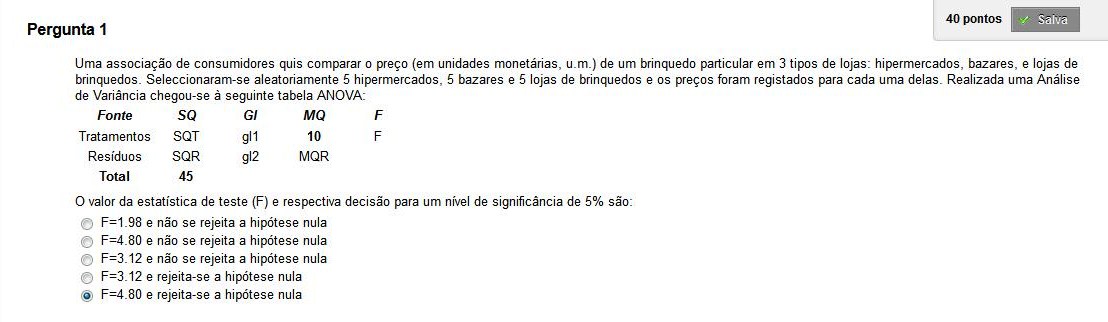 40 pontos Salva
Pergunta 1
Uma associação de consumidores quis comparar o preço (em unidades monetárias, u.m.) de um brinquedo particular em 3 tipos de lojas: hipermercados, bazares, e lojas de
brinquedos. Seleccionaram-se aleatoriamente 5 hipermercados, 5 bazares e 5 lojas de brinquedos e os preços foram registados para cada uma delas. Realizada uma Análise
de Variância chegou-se à seguinte tabela ANOVA:
Fonte SQ Gl MQ F
Tratamentos SQT gl1 10 F
Resíduos SQR gl2 MQR
Total 45
O valor da estatística de teste (F) e respectiva decisão para um nível de significância de 5% são:
F=1.98 e não se rejeita a hipótese nula
F=4.80 e não se rejeita a hipótese nula
F=3.12 e não se rejeita a hipótese nula
F=3.12 e rejeita-se a hipótese nula
F=4.80 e rejeita-se a hipótese nula